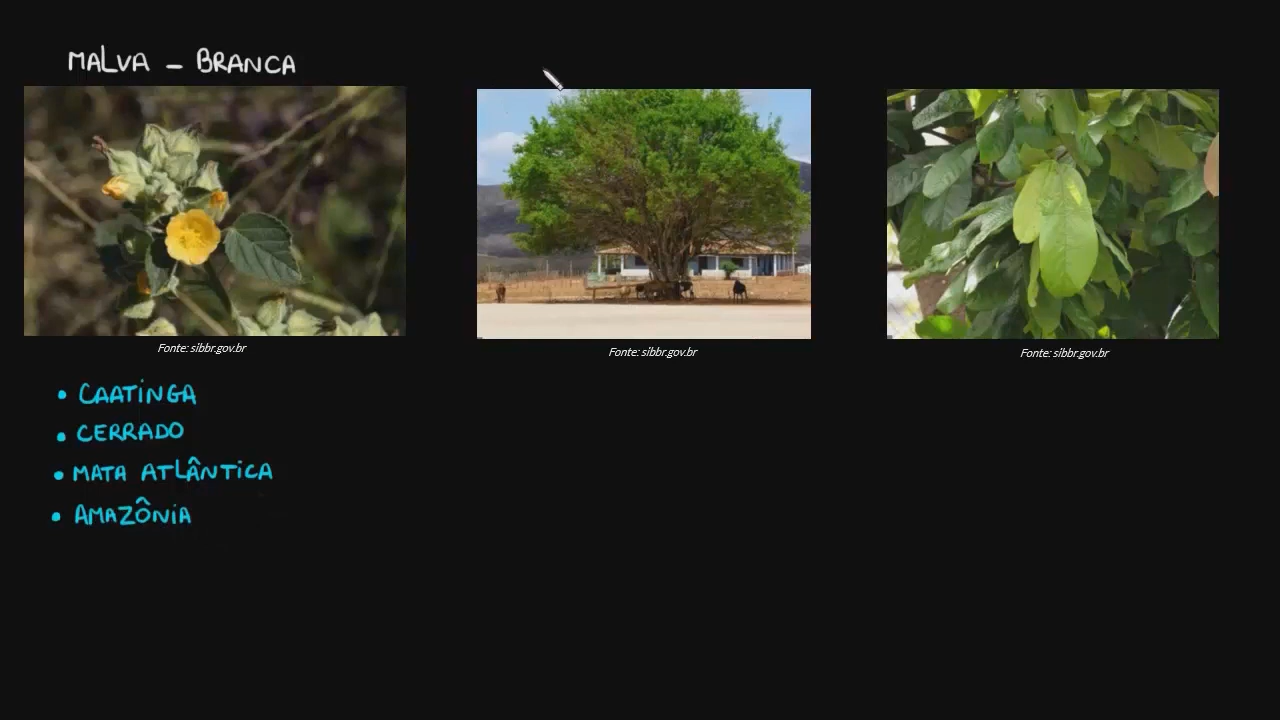 MALVA - BRANCA
Fonte: sibbr.gov.br
Fonte: sibbr.gov.br
Fonte: sibbr.gov.br
• CAATINGA
• CERRADO
• MATA ATLÂNTICA
• AMAZÔNIA